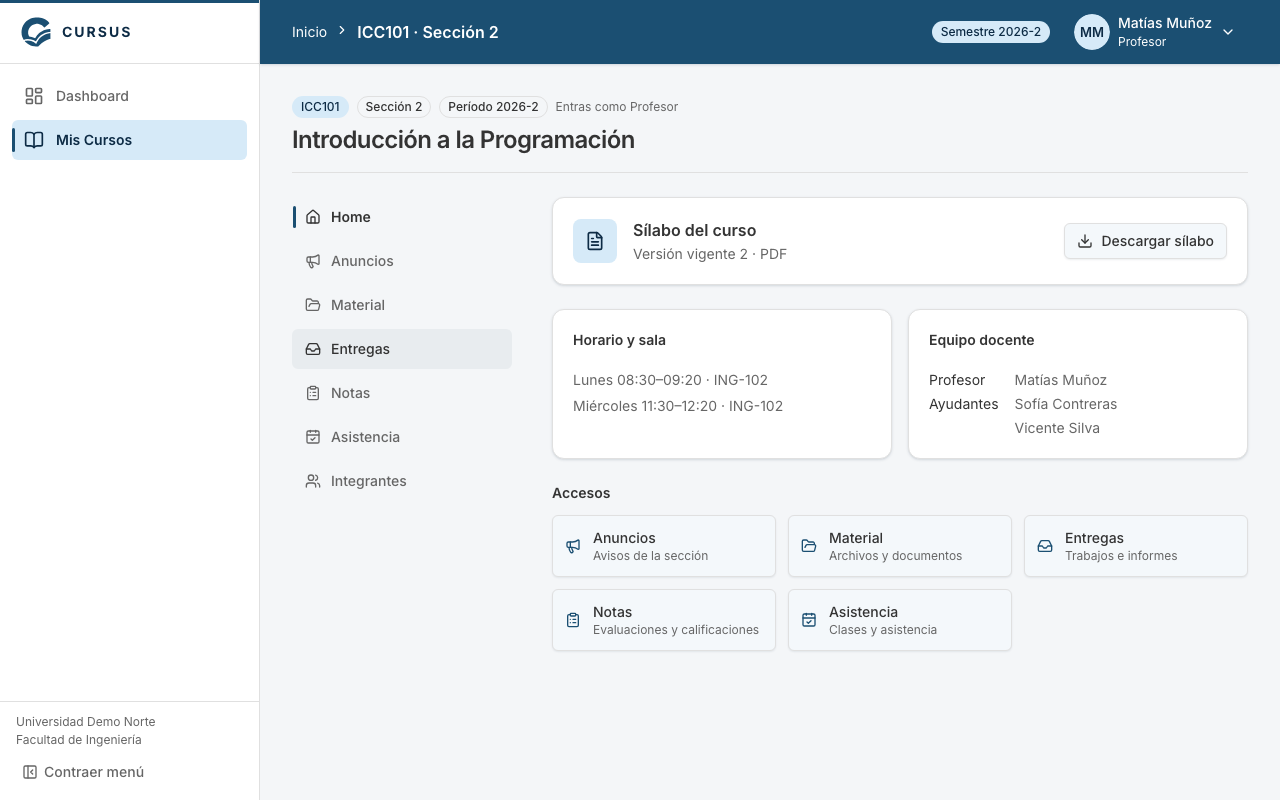 CURSUS
Dashboard
Mis Cursos
Universidad Demo Norte
Facultad de Ingeniería
Contraer menú
Inicio
ICC101 · Sección 2
Semestre 2026-2
MM
Matías Muñoz
Profesor
ICC101
Sección 2
Período 2026-2
Entras como Profesor
Introducción a la Programación
Home
Anuncios
Material
Entregas
Notas
Asistencia
Integrantes
Sílabo del curso
Versión vigente 2 · PDF
Descargar sílabo
Horario y sala
Lunes 08:30–09:20 · ING-102
Miércoles 11:30–12:20 · ING-102
Equipo docente
Profesor Matías Muñoz
Ayudantes Sofía Contreras
Vicente Silva
Accesos
Anuncios
Avisos de la sección
Material
Archivos y documentos
Entregas
Trabajos e informes
Notas
Evaluaciones y calificaciones
Asistencia
Clases y asistencia